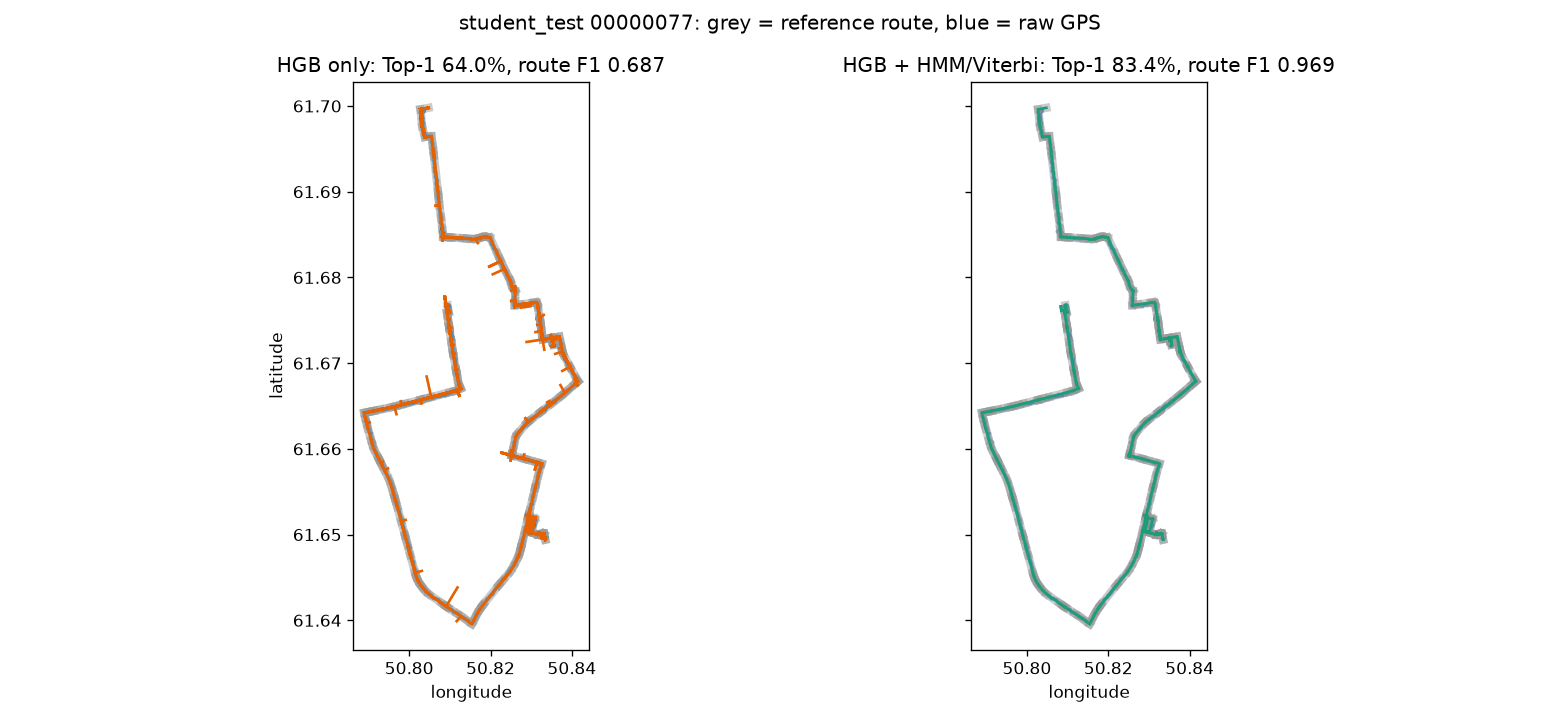 student_test 00000077: grey = reference route, blue = raw GPS
HGB only: Top-1 64.0%, route F1 0.687
HGB + HMM/Viterbi: Top-1 83.4%, route F1 0.969
61.70
61.69
61.68
61.67
61.66
61.65
61.64
latitude
50.80 50.82 50.84
longitude
50.80 50.82 50.84
longitude